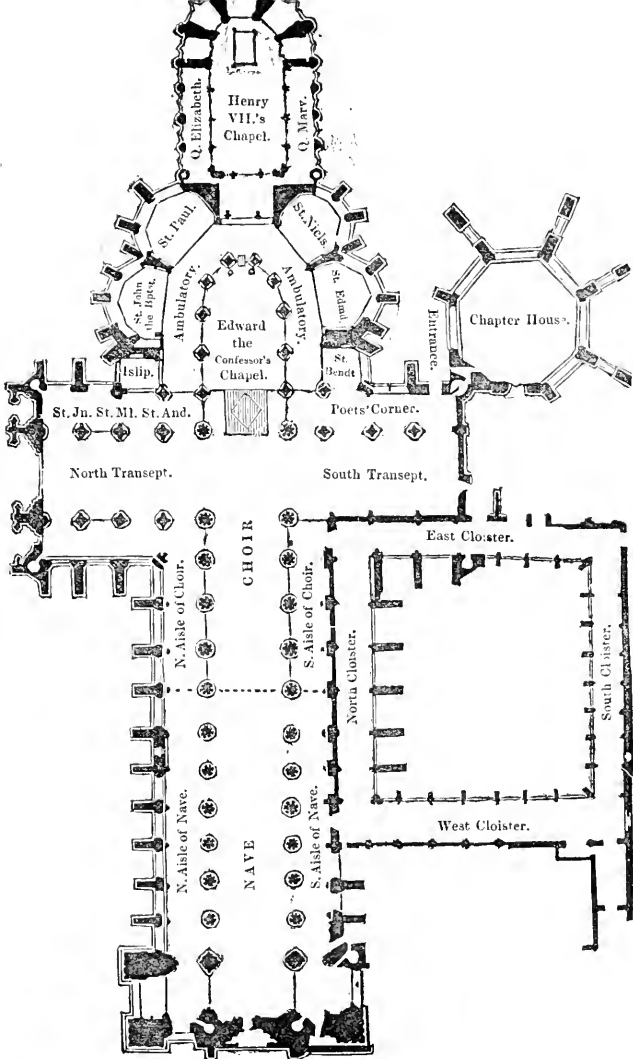 Henry
VII.'s
Chapel.
Q. Elizabeth.
Q. Mary.
St. Paul.
St. Nicls.
St. John
the Bptst.
St. Edmd.
Ambulatory.
Ambulatory.
Edward
the
Confessor's
Chapel.
Islip.
St.
Bendt
Entrance.
Chapter House.
St. Jn. St. Ml. St. And.
Poets' Corner.
North Transept.
South Transept.
CHOIR
N. Aisle of Choir.
S. Aisle of Choir.
East Cloister.
North Cloister.
South Cloister.
West Cloister.
N. Aisle of Nave.
NAVE
S. Aisle of Nave.